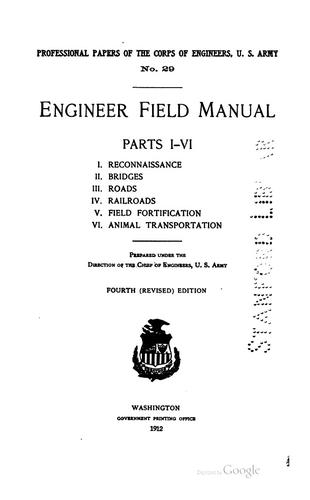 PROFESSIONAL PAPERS OF THE CORPS OF ENGINEERS, U. S. ARMY
No. 29
ENGINEER FIELD MANUAL
PARTS I–VI
I. RECONNAISSANCE
II. BRIDGES
III. ROADS
IV. RAILROADS
V. FIELD FORTIFICATION
VI. ANIMAL TRANSPORTATION
PREPARED UNDER THE
DIRECTION OF THE CHIEF OF ENGINEERS, U. S. ARMY
FOURTH (REVISED) EDITION
WASHINGTON
GOVERNMENT PRINTING OFFICE
1912
STANFORD
Digitized by Google